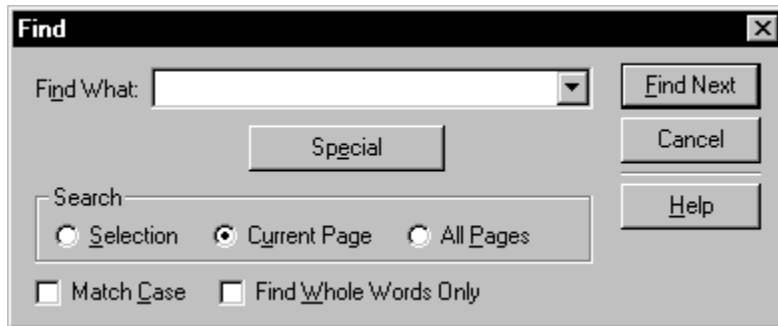 Find
Find What:
Find Next
Special
Cancel
Search
Selection
Current Page
All Pages
Help
Match Case
Find Whole Words Only